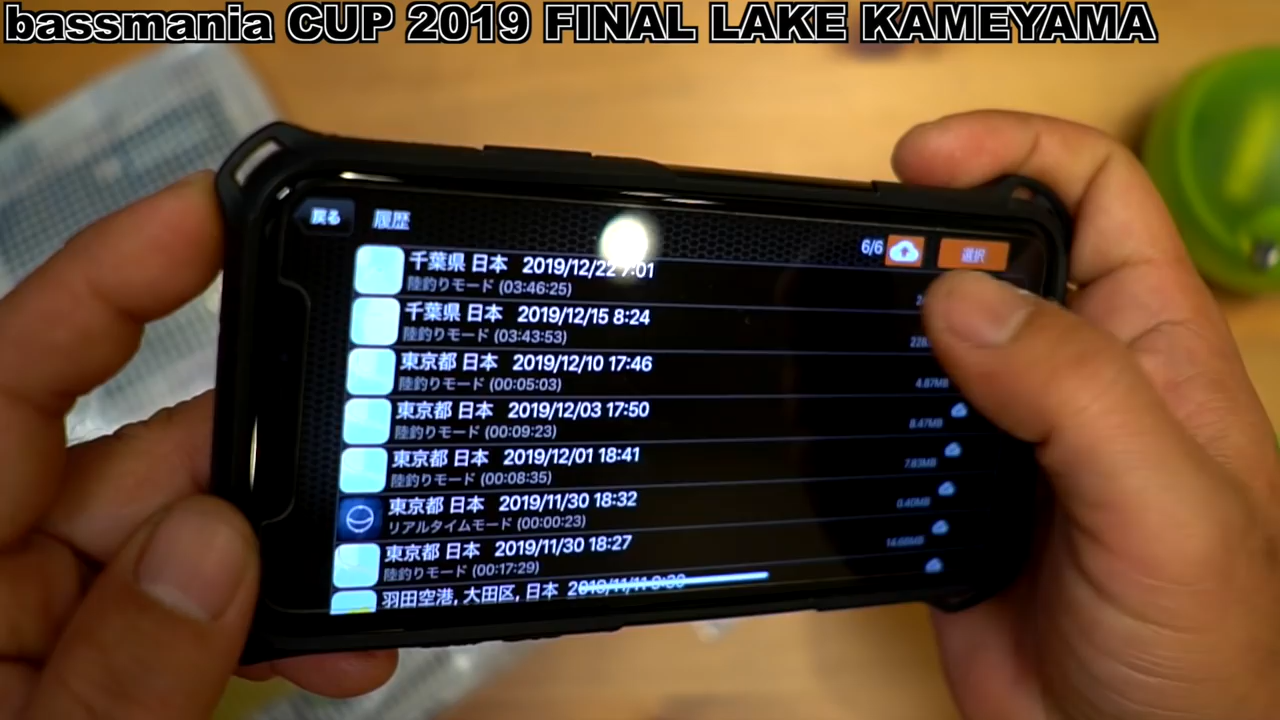 bassmania CUP 2019 FINAL LAKE KAMEYAMA
戻る 履歴 6/6 選択
千葉県 日本 2019/12/22 7:01
陸釣りモード (03:46:25)
千葉県 日本 2019/12/15 8:24
陸釣りモード (03:43:53)
東京都 日本 2019/12/10 17:46
陸釣りモード (00:05:03) 4.87MB
東京都 日本 2019/12/03 17:50
陸釣りモード (00:09:23) 8.47MB
東京都 日本 2019/12/01 18:41
陸釣りモード (00:08:35) 7.83MB
東京都 日本 2019/11/30 18:32
リアルタイムモード (00:00:23) 0.40MB
東京都 日本 2019/11/30 18:27
陸釣りモード (00:17:29)
羽田空港, 大田区, 日本